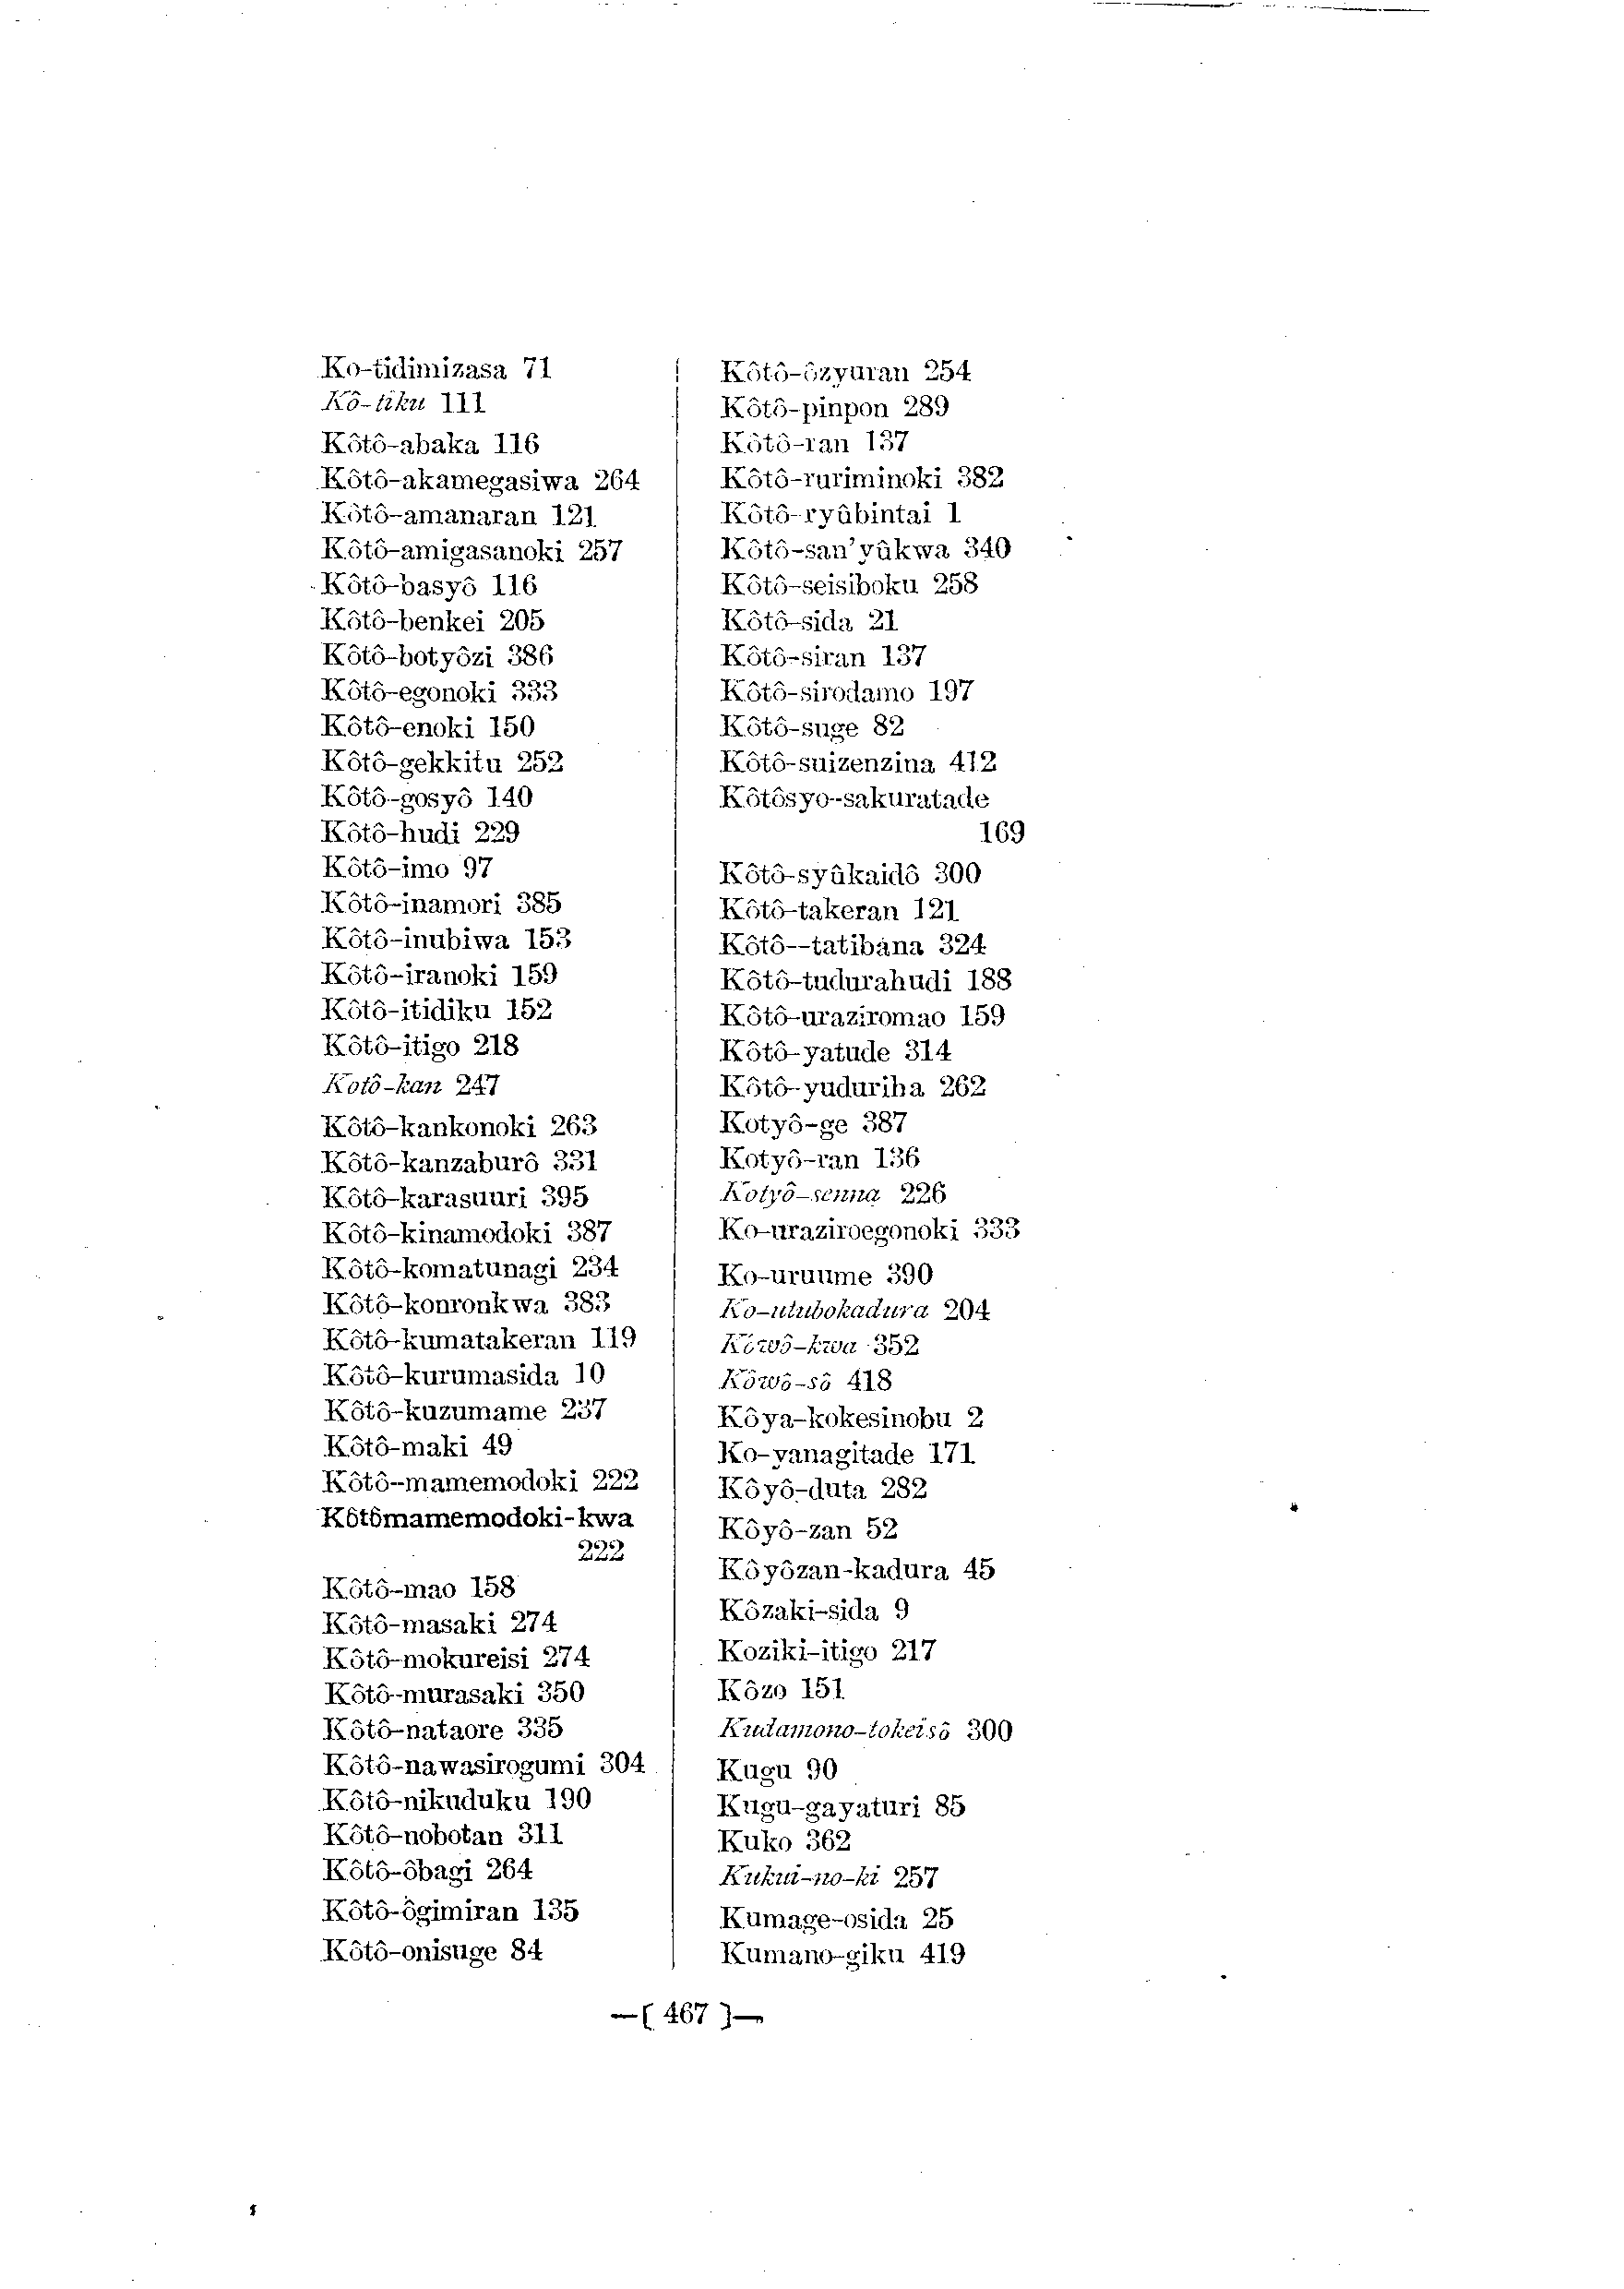 Ko-tidimizasa 71
Kô-tiku 111
Kôtô-abaka 116
Kôtô-akamegasiwa 264
Kôtô-amanaran 121
Kôtô-amigasanoki 257
Kôtô-basyô 116
Kôtô-benkei 205
Kôtô-botyôzi 386
Kôtô-egonoki 333
Kôtô-enoki 150
Kôtô-gekkitu 252
Kôtô-gosyô 140
Kôtô-hudi 229
Kôtô-imo 97
Kôtô-inamori 385
Kôtô-inubiwa 153
Kôtô-iranoki 159
Kôtô-itidiku 152
Kôtô-itigo 218
Kotô-kan 247
Kôtô-kankonoki 263
Kôtô-kanzaburô 331
Kôtô-karasuuri 395
Kôtô-kinamodoki 387
Kôtô-komatunagi 234
Kôtô-konronkwa 383
Kôtô-kumatakeran 119
Kôtô-kurumasida 10
Kôtô-kuzumame 237
Kôtô-maki 49
Kôtô-mamemodoki 222
Kôtômamemodoki-kwa
222
Kôtô-mao 158
Kôtô-masaki 274
Kôtô-mokureisi 274
Kôtô-murasaki 350
Kôtô-nataore 335
Kôtô-nawasirogumi 304
Kôtô-nikuduku 190
Kôtô-nobotan 311
Kôtô-ôbagi 264
Kôtô-ôgimiran 135
Kôtô-onisuge 84
Kôtô-ôzyuran 254
Kôtô-pinpon 289
Kôtô-ran 137
Kôtô-ruriminoki 382
Kôtô-ryûbintai 1
Kôtô-san'yûkwa 340
Kôtô-seisiboku 258
Kôtô-sida 21
Kôtô-siran 137
Kôtô-sirodamo 197
Kôtô-suge 82
Kôtô-suizenzina 412
Kôtôsyo-sakuratade
169
Kôtô-syûkaidô 300
Kôtô-takeran 121
Kôtô--tatibana 324
Kôtô-tudurahudi 188
Kôtô-uraziromao 159
Kôtô-yatude 314
Kôtô-yuduriha 262
Kotyô-ge 387
Kotyô-ran 136
Kotyô-senna 226
Ko-uraziroegonoki 333
Ko-uruume 390
Ko-utubokadura 204
Kôwô-kwa 352
Kôwô-sô 418
Kôya-kokesinobu 2
Ko-yanagitade 171
Kôyô-duta 282
Kôyô-zan 52
Kôyôzan-kadura 45
Kôzaki-sida 9
Koziki-itigo 217
Kôzo 151
Kudamono-tokeisô 300
Kugu 90
Kugu-gayaturi 85
Kuko 362
Kukui-no-ki 257
Kumage-osida 25
Kumano-giku 419
—( 467 )—